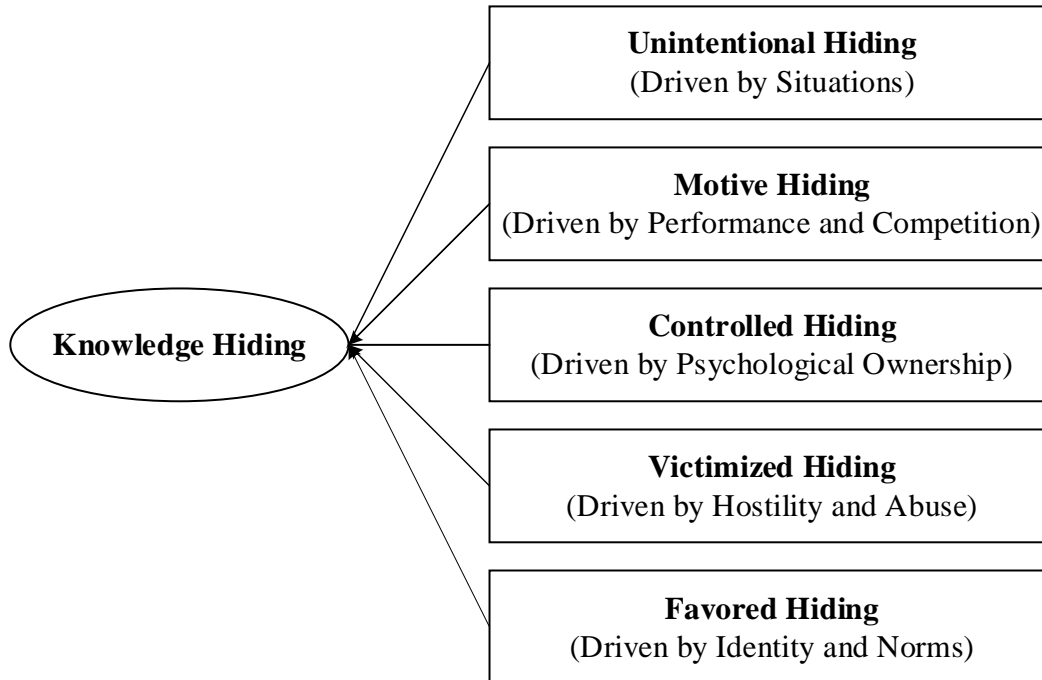 Unintentional Hiding
(Driven by Situations)
Motive Hiding
(Driven by Performance and Competition)
Knowledge Hiding
Controlled Hiding
(Driven by Psychological Ownership)
Victimized Hiding
(Driven by Hostility and Abuse)
Favored Hiding
(Driven by Identity and Norms)